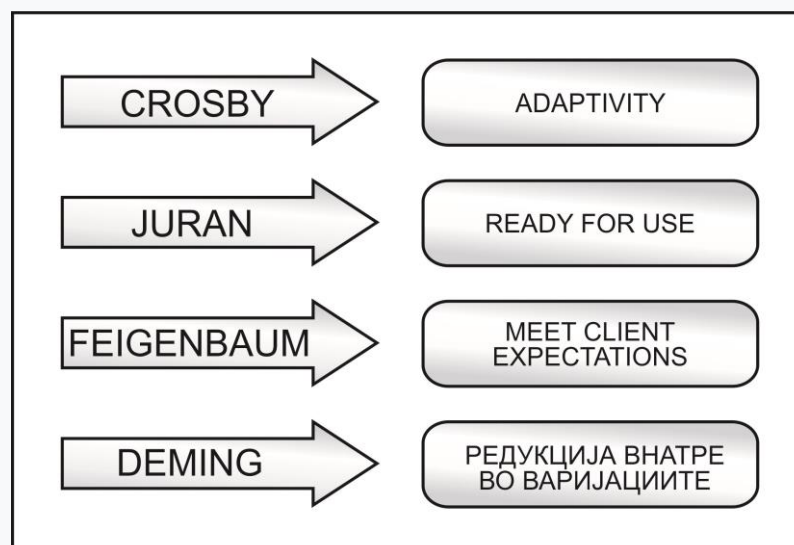 CROSBY
ADAPTIVITY
JURAN
READY FOR USE
FEIGENBAUM
MEET CLIENT
EXPECTATIONS
DEMING
РЕДУКЦИЈА ВНАТРЕ
ВО ВАРИЈАЦИИТЕ